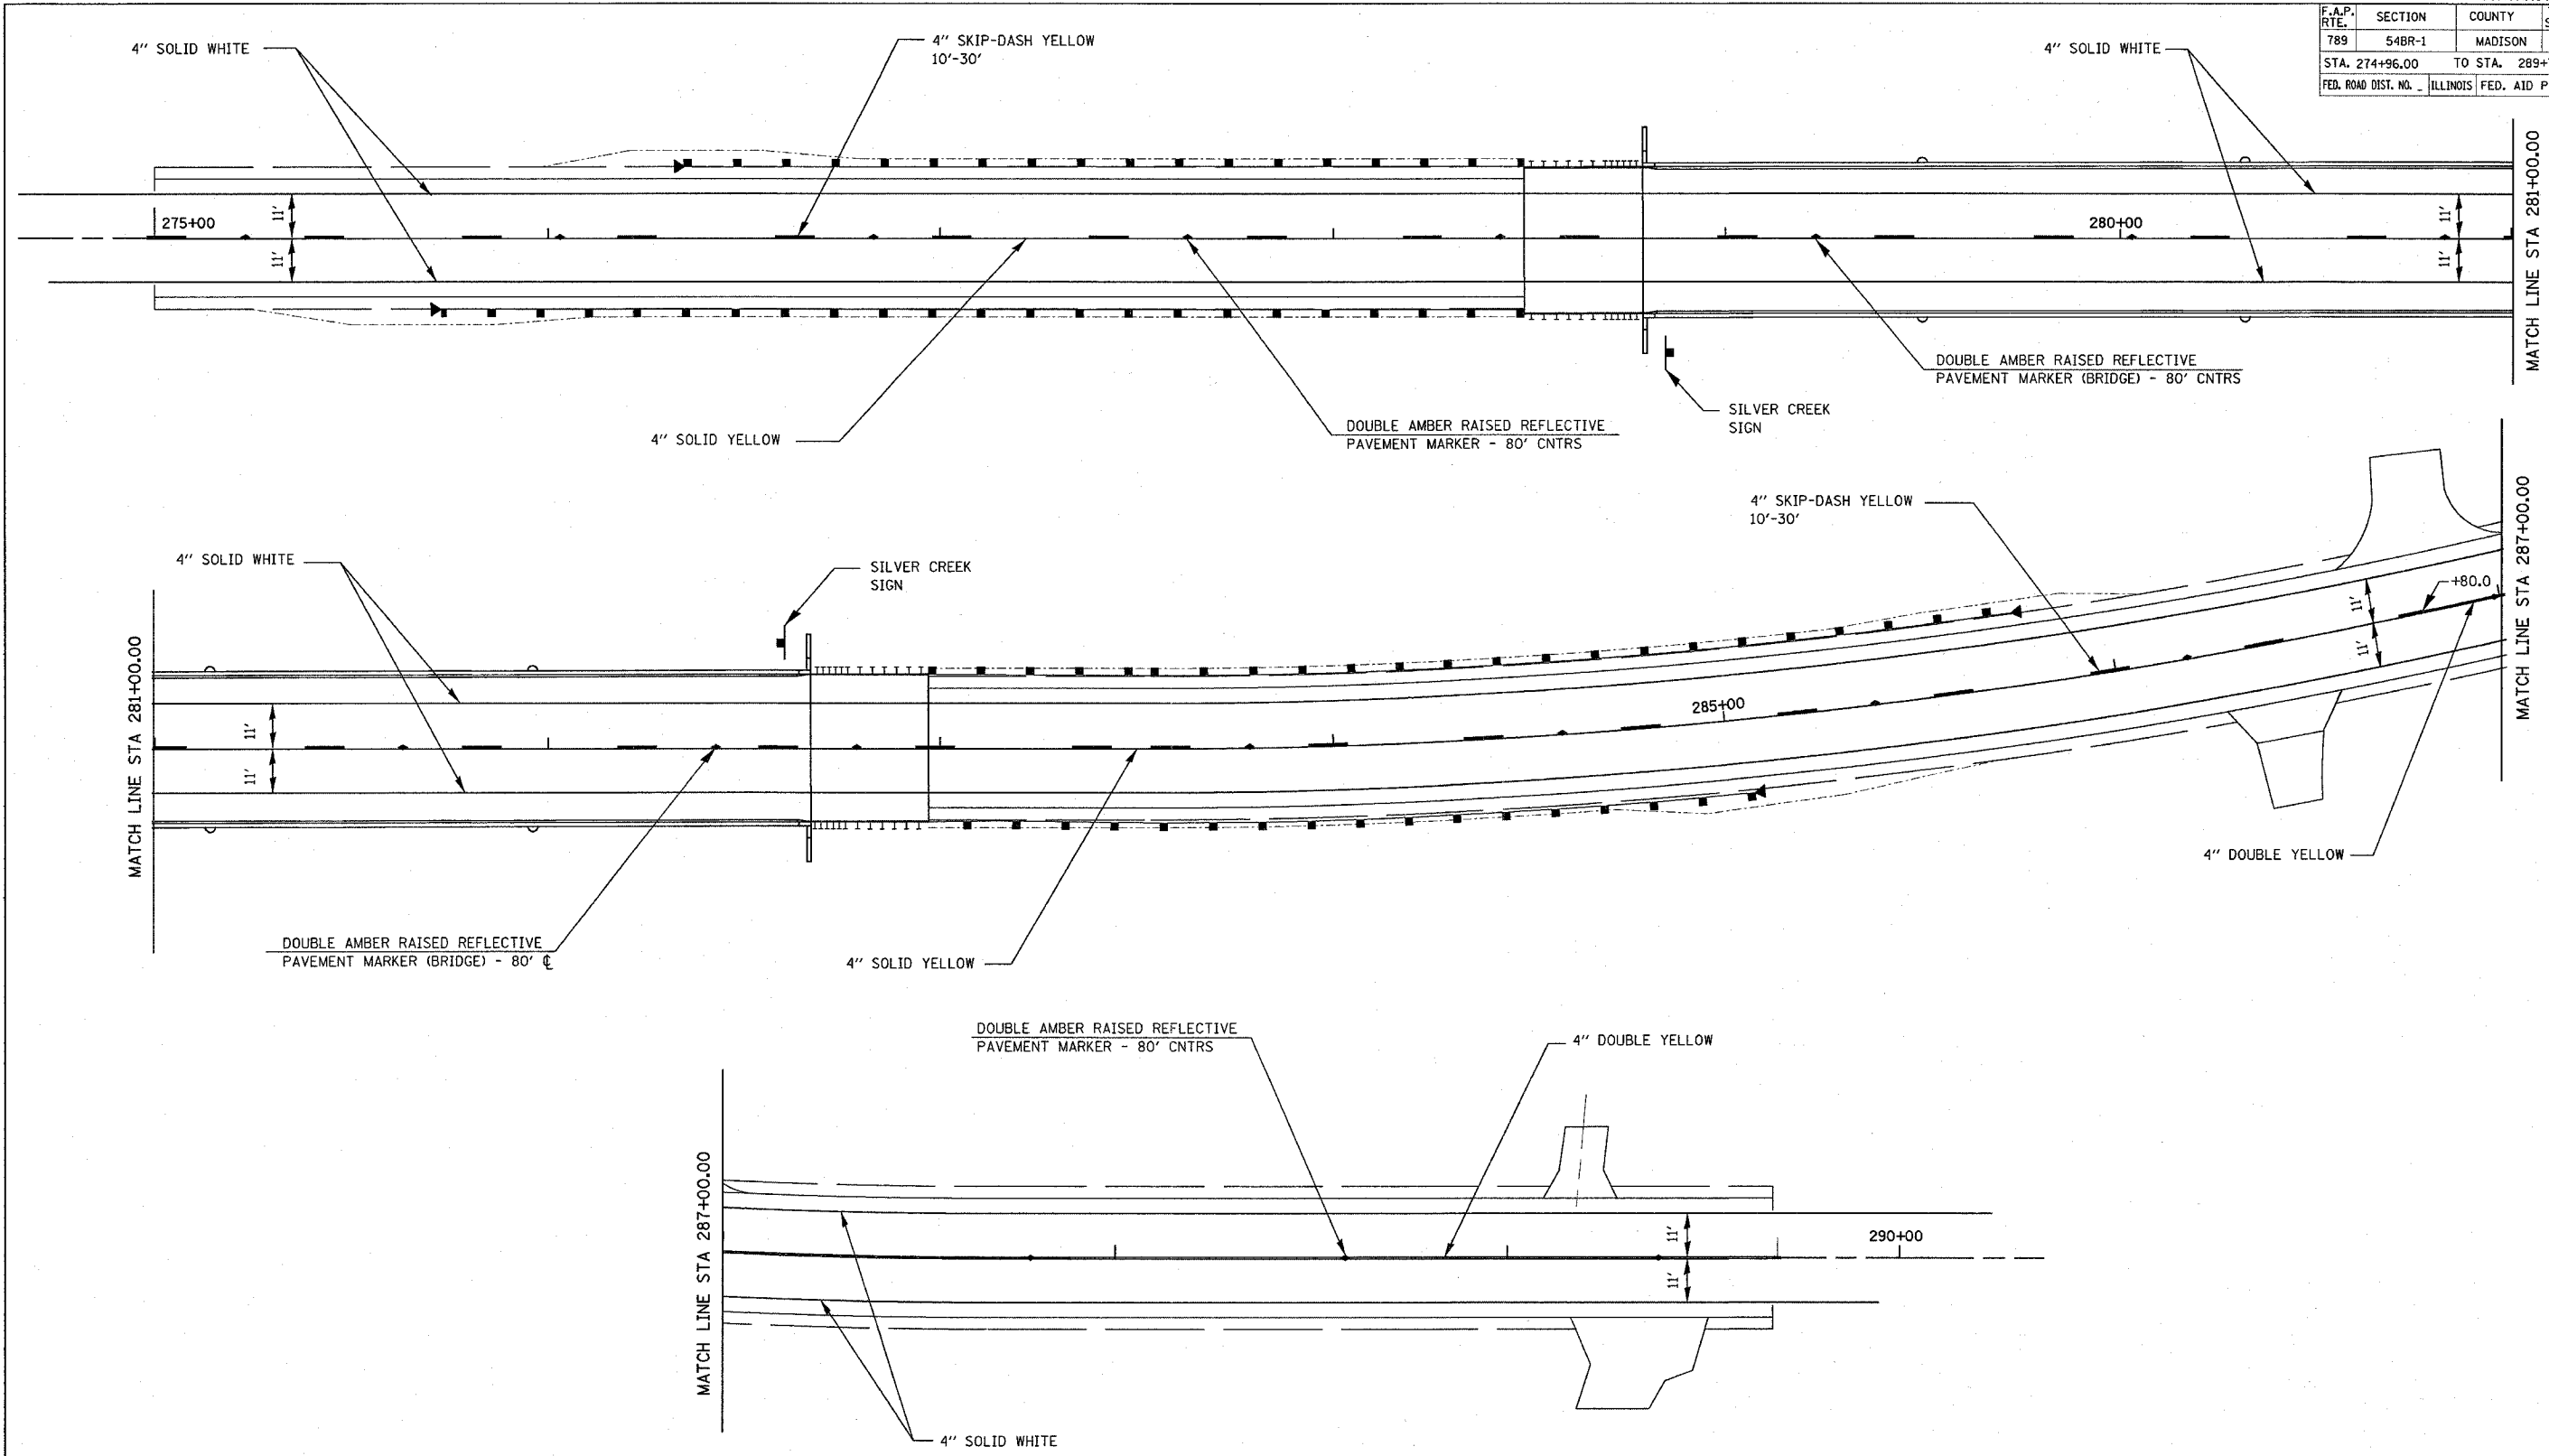 F.A.P. RTE. SECTION COUNTY
789 54BR-1 MADISON
STA. 274+96.00 TO STA. 289+
FED. ROAD DIST. NO. _ ILLINOIS FED. AID P
4" SOLID WHITE
4" SKIP-DASH YELLOW
10'-30'
4" SOLID WHITE
275+00
11'
11'
280+00
11'
11'
MATCH LINE STA 281+00.00
DOUBLE AMBER RAISED REFLECTIVE
PAVEMENT MARKER (BRIDGE) - 80' CNTRS
SILVER CREEK
SIGN
DOUBLE AMBER RAISED REFLECTIVE
PAVEMENT MARKER - 80' CNTRS
4" SOLID YELLOW
4" SKIP-DASH YELLOW
10'-30'
4" SOLID WHITE
SILVER CREEK
SIGN
MATCH LINE STA 281+00.00
11'
11'
285+00
11'
11'
+80.0
MATCH LINE STA 287+00.00
4" DOUBLE YELLOW
DOUBLE AMBER RAISED REFLECTIVE
PAVEMENT MARKER (BRIDGE) - 80' ℄
4" SOLID YELLOW
DOUBLE AMBER RAISED REFLECTIVE
PAVEMENT MARKER - 80' CNTRS
4" DOUBLE YELLOW
MATCH LINE STA 287+00.00
11'
11'
290+00
4" SOLID WHITE